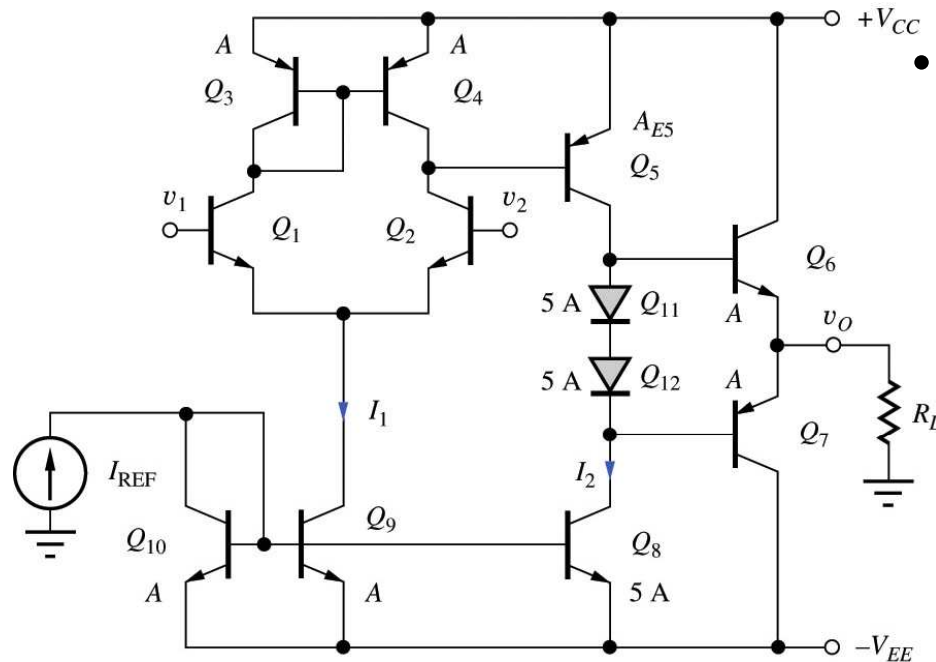 +V_CC
A
A
Q_3
Q_4
A_E5
Q_5
v_1
v_2
Q_1
Q_2
Q_6
5 A
Q_11
A
v_O
5 A
Q_12
A
I_1
R_L
Q_7
I_REF
I_2
Q_9
Q_10
Q_8
A
A
5 A
–V_EE